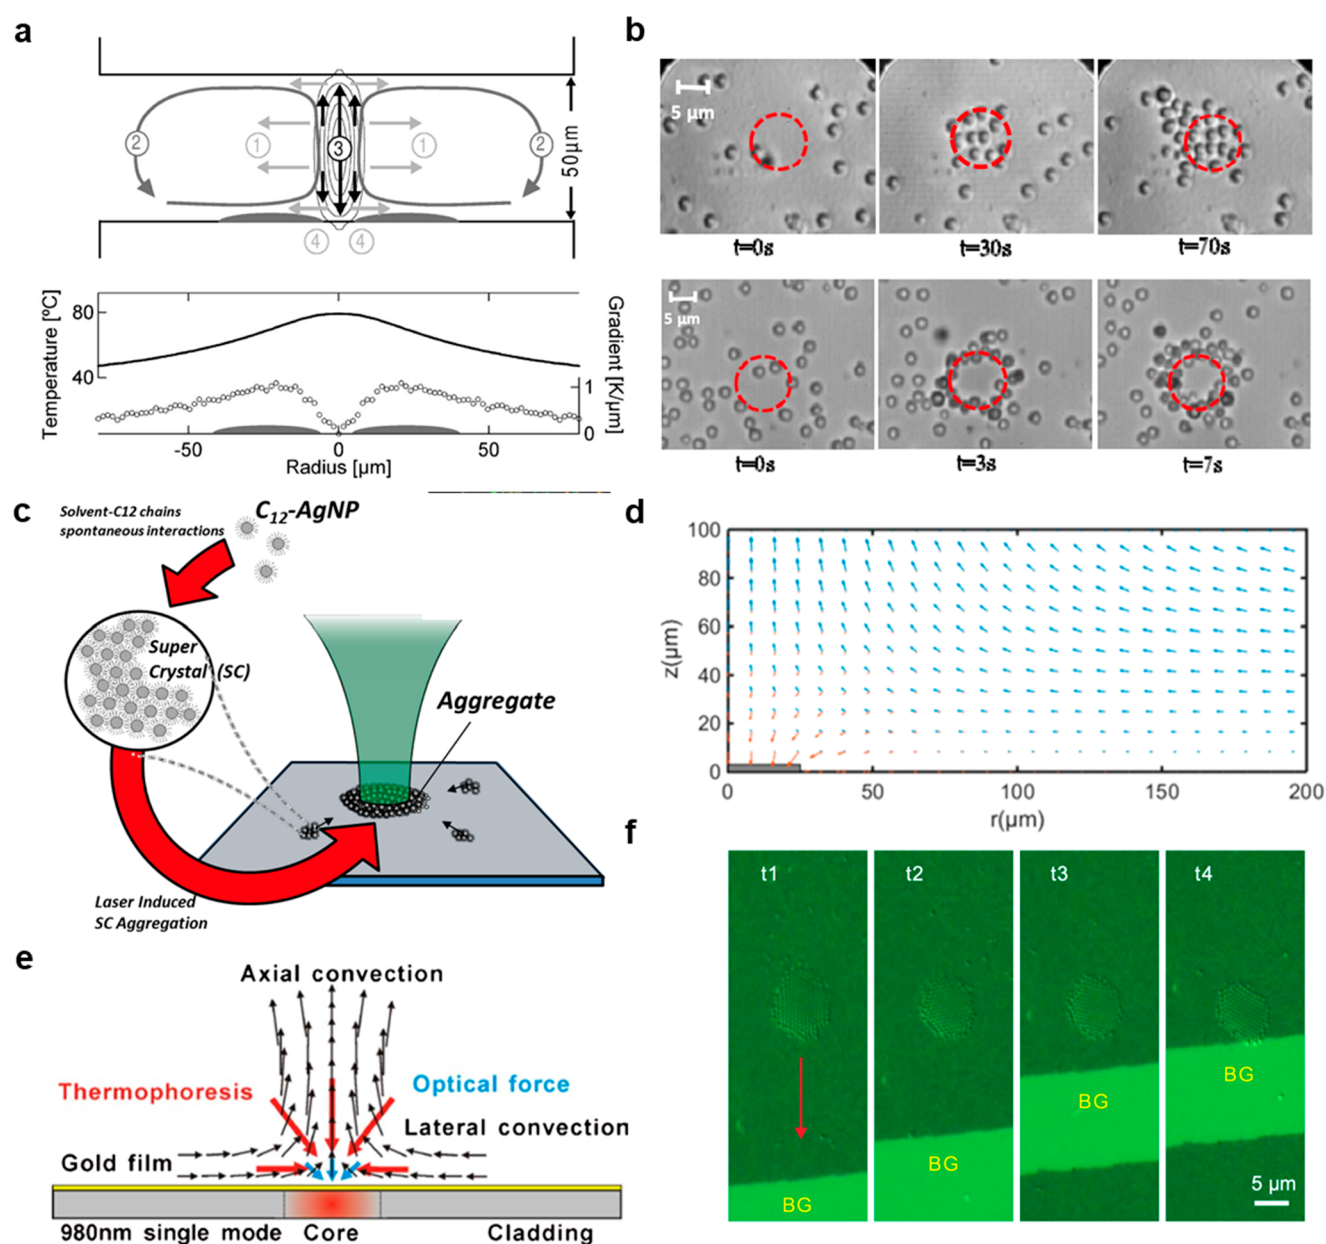 a
50μm
1
1
2
2
3
4
4
Temperature [ºC]
80
40
Gradient [K/μm]
1
0
-50
0
50
Radius [μm]
b
5 μm
t=0s
t=30s
t=70s
5 μm
t=0s
t=3s
t=7s
c
Solvent-C12 chains
spontaneous interactions
C12-AgNP
Super
Crystal (SC)
Aggregate
Laser Induced
SC Aggregation
d
100
80
60
40
20
0
z(μm)
0
50
100
150
200
r(μm)
e
Axial convection
Thermophoresis
Optical force
Lateral convection
Gold film
980nm single mode
Core
Cladding
f
t1
t2
t3
t4
BG
BG
BG
BG
5 μm